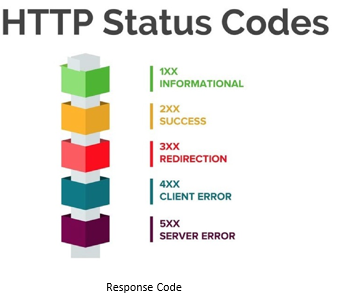 HTTP Status Codes
1XX
INFORMATIONAL
2XX
SUCCESS
3XX
REDIRECTION
4XX
CLIENT ERROR
5XX
SERVER ERROR
Response Code